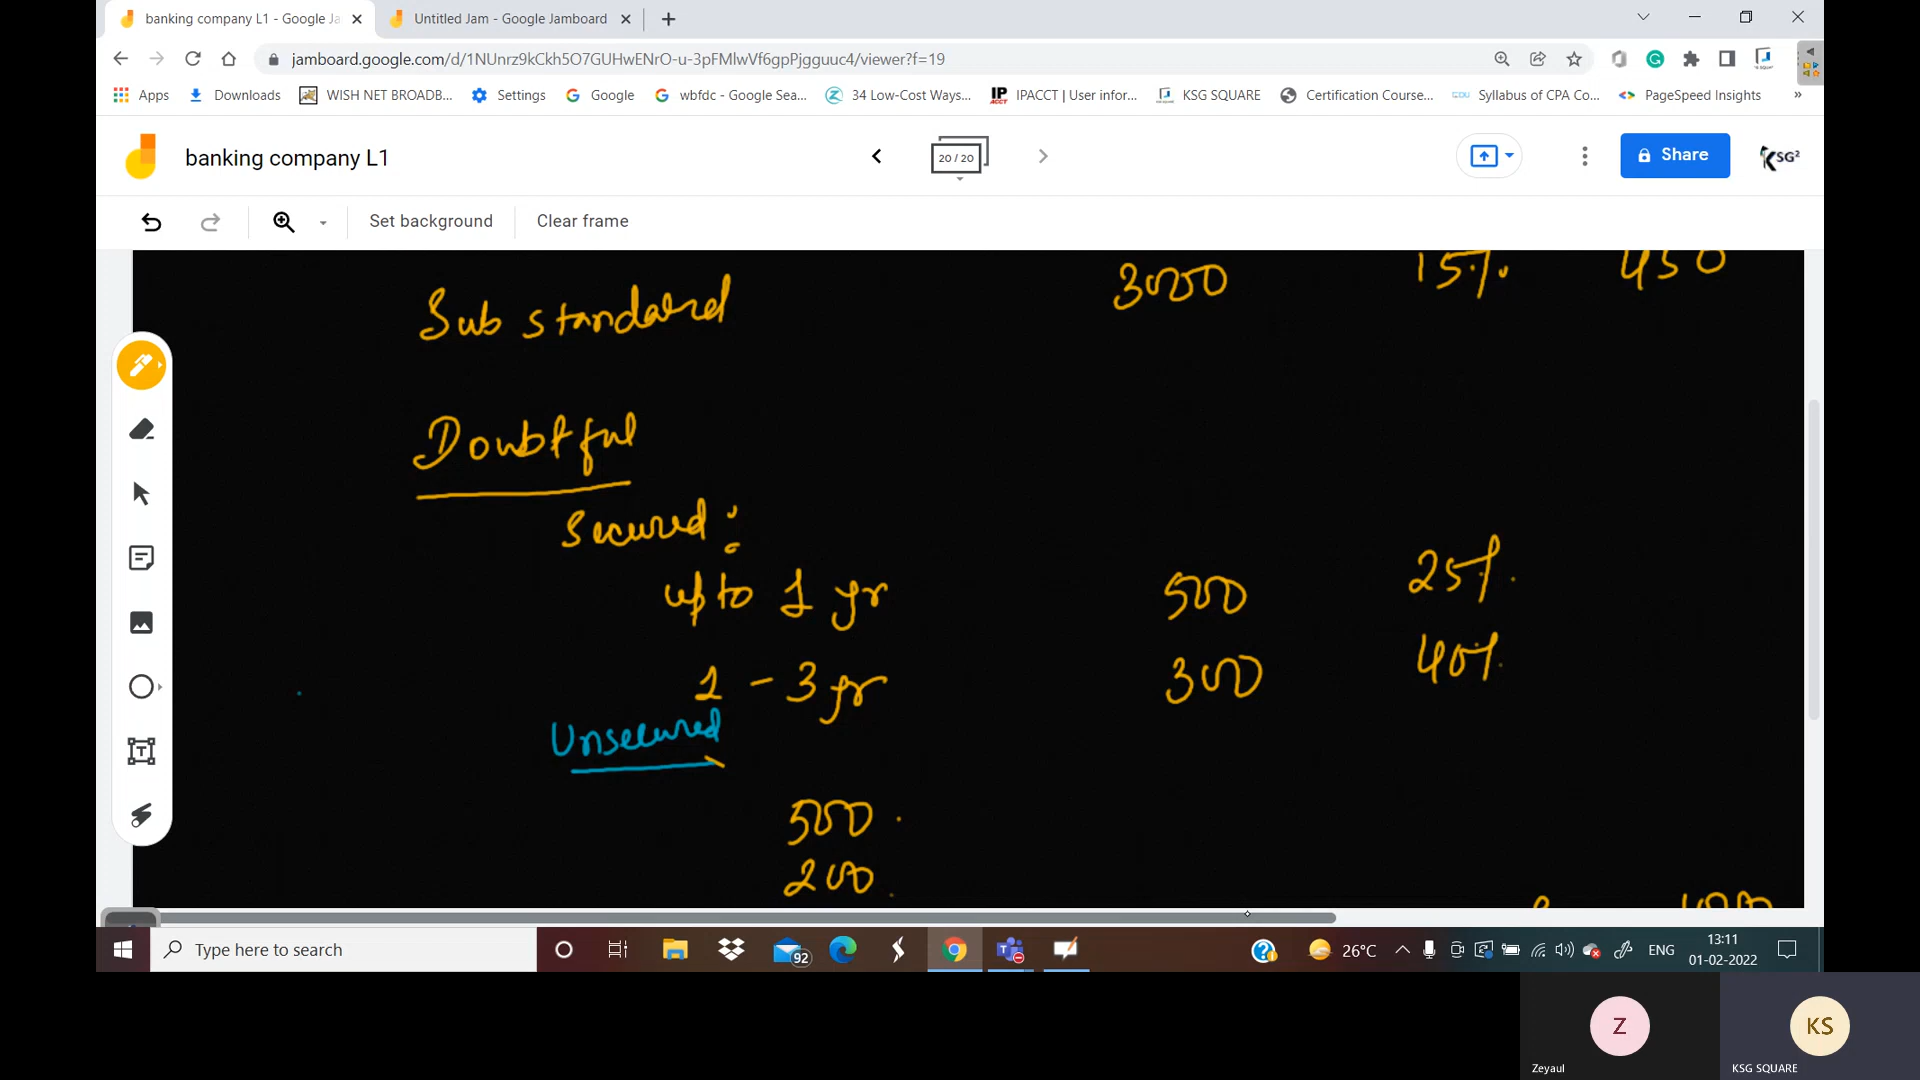 banking company L1 - Google Ja
Untitled Jam - Google Jamboard
jamboard.google.com/d/1NUnrz9kCkh5O7GUHwENrO-u-3pFMlwVf6gpPjgguuc4/viewer?f=19
Apps Downloads WISH NET BROADB... Settings Google wbfdc - Google Sea... 34 Low-Cost Ways... IPACCT | User infor... KSG SQUARE Certification Course... Syllabus of CPA Co... PageSpeed Insights »
banking company L1
20 / 20
Share
KSG²
Set background Clear frame
Sub standard 3000 15% 450
Doubtful
Secured :
upto 1 yr 500 25%
1 - 3 yr 300 40%
Unsecured
500
200
Type here to search
92
26°C
ENG
13:11
01-02-2022
Z
KS
Zeyaul
KSG SQUARE